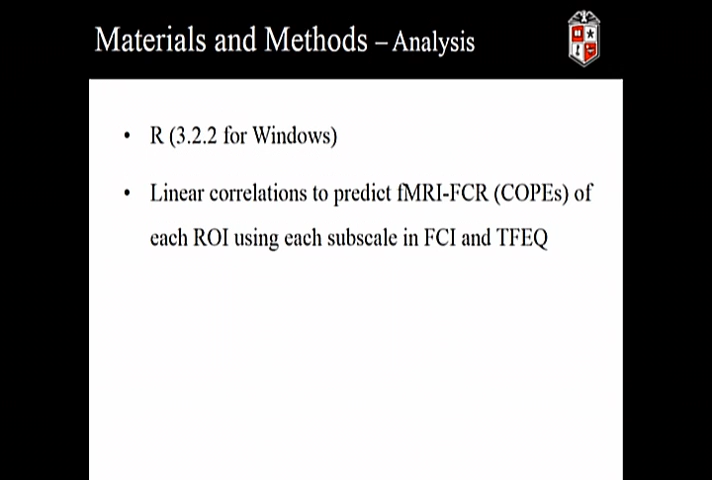 Materials and Methods – Analysis
• R (3.2.2 for Windows)
• Linear correlations to predict fMRI-FCR (COPEs) of
each ROI using each subscale in FCI and TFEQ